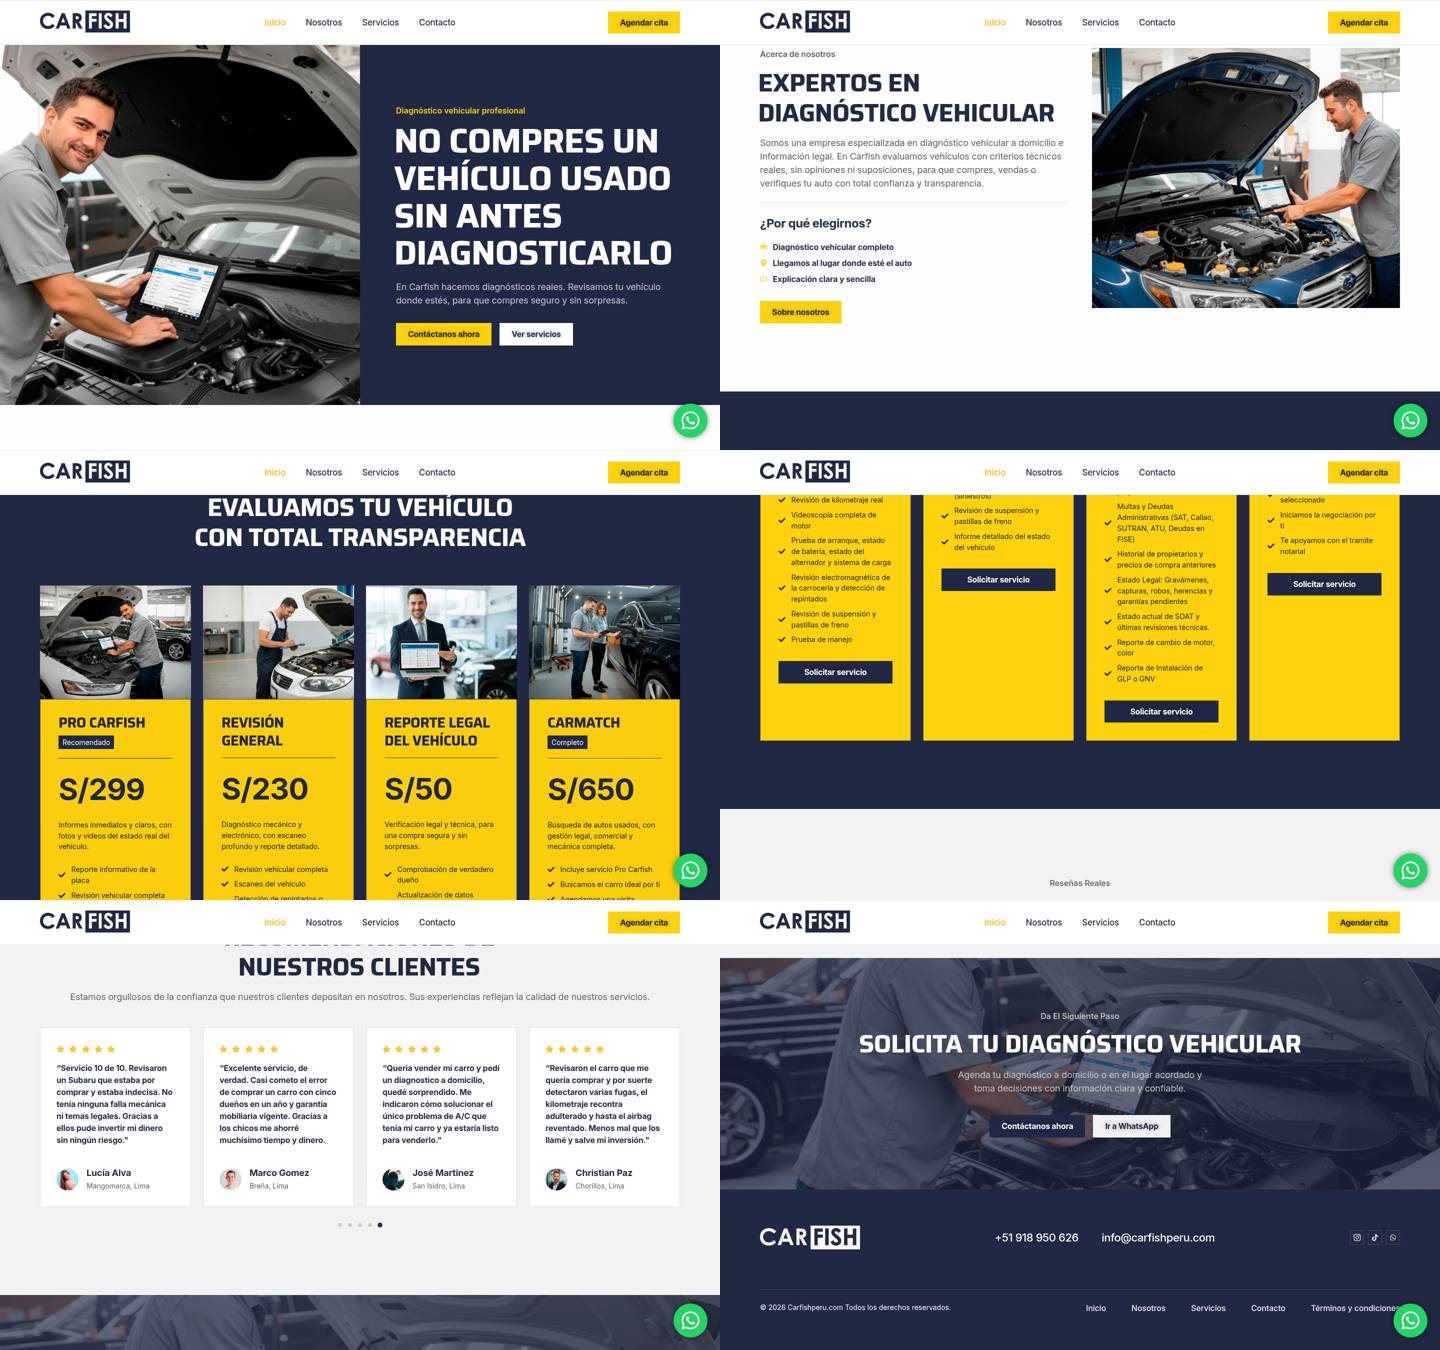 CARFISH
Inicio
Nosotros
Servicios
Contacto
Agendar cita
Diagnóstico vehicular profesional
NO COMPRES UN
VEHÍCULO USADO
SIN ANTES
DIAGNOSTICARLO
En Carfish hacemos diagnósticos reales. Revisamos tu vehículo
donde estés, para que compres seguro y sin sorpresas.
Contáctanos ahora
Ver servicios
CARFISH
Inicio
Nosotros
Servicios
Contacto
Agendar cita
Acerca de nosotros
EXPERTOS EN
DIAGNÓSTICO VEHICULAR
Somos una empresa especializada en diagnóstico vehicular a domicilio e
Información legal. En Carfish evaluamos vehículos con criterios técnicos
reales, sin opiniones ni suposiciones, para que compres, vendas o
verifiques tu auto con total confianza y transparencia.
¿Por qué elegirnos?
Diagnóstico vehicular completo
Llegamos al lugar donde esté el auto
Explicación clara y sencilla
Sobre nosotros
CARFISH
Inicio
Nosotros
Servicios
Contacto
Agendar cita
EVALUAMOS TU VEHÍCULO
CON TOTAL TRANSPARENCIA
PRO CARFISH
Recomendado
S/299
Informes inmediatos y claros, con
fotos y videos del estado real del
vehículo.
Reporte informativo de la
placa
Revisión vehicular completa
REVISIÓN
GENERAL
S/230
Diagnóstico mecánico y
electrónico, con escaneo
profundo y reporte detallado.
Revisión vehicular completa
Escaneo del vehículo
Detección de repintados o
REPORTE LEGAL
DEL VEHÍCULO
S/50
Verificación legal y técnica, para
una compra segura y sin
sorpresas.
Comprobación de verdadero
dueño
Actualización de datos
CARMATCH
Completo
S/650
Búsqueda de autos usados, con
gestión legal, comercial y
mecánica completa.
Incluye servicio Pro Carfish
Buscamos el carro ideal por ti
Agendamos una visita
CARFISH
Inicio
Nosotros
Servicios
Contacto
Agendar cita
Revisión de kilometraje real
Videoscopía completa de
motor
Prueba de arranque, estado
de batería, estado del
alternador y sistema de carga
Revisión electromagnética de
la carrocería y detección de
repintados
Revisión de suspensión y
pastillas de freno
Prueba de manejo
Solicitar servicio
(siniestros)
Revisión de suspensión y
pastillas de freno
Informe detallado del estado
del vehículo
Solicitar servicio
Multas y Deudas
Administrativas (SAT, Callao,
SUTRAN, ATU, Deudas en
FISE)
Historial de propietarios y
precios de compra anteriores
Estado Legal: Gravámenes,
capturas, robos, herencias y
garantías pendientes
Estado actual de SOAT y
últimas revisiones técnicas.
Reporte de cambio de motor,
color
Reporte de Instalación de
GLP o GNV
Solicitar servicio
seleccionado
Iniciamos la negociación por
ti
Te apoyamos con el tramite
notarial
Solicitar servicio
Reseñas Reales
CARFISH
Inicio
Nosotros
Servicios
Contacto
Agendar cita
RECOMENDACIONES DE
NUESTROS CLIENTES
Estamos orgullosos de la confianza que nuestros clientes depositan en nosotros. Sus experiencias reflejan la calidad de nuestros servicios.
"Servicio 10 de 10. Revisaron
un Subaru que estaba por
comprar y estaba indecisa. No
tenía ninguna falla mecánica
ni temas legales. Gracias a
ellos pude invertir mi dinero
sin ningún riesgo."
Lucía Alva
Mangomarca, Lima
"Excelente servicio, de
verdad. Casi cometo el error
de comprar un carro con cinco
dueños en un año y garantía
mobiliaria vigente. Gracias a
los chicos me ahorré
muchísimo tiempo y dinero.
Marco Gomez
Breña, Lima
"Queria vender mi carro y pedí
un diagnostico a domicilio,
quedé sorprendido. Me
indicaron cómo solucionar el
único problema de A/C que
tenía mi carro y ya estaría listo
para venderlo."
José Martinez
San Isidro, Lima
"Revisaron el carro que me
quería comprar y por suerte
detectaron varias fugas, el
kilometraje recontra
adulterado y hasta el airbag
reventado. Menos mal que los
llamé y salve mi inversión."
Christian Paz
Chorillos, Lima
CARFISH
Inicio
Nosotros
Servicios
Contacto
Agendar cita
Da El Siguiente Paso
SOLICITA TU DIAGNÓSTICO VEHICULAR
Agenda tu diagnóstico a domicilio o en el lugar acordado y
toma decisiones con información clara y confiable.
Contáctanos ahora
Ir a WhatsApp
CARFISH
+51 918 950 626
info@carfishperu.com
© 2026 Carfishperu.com Todos los derechos reservados.
Inicio
Nosotros
Servicios
Contacto
Términos y condiciones